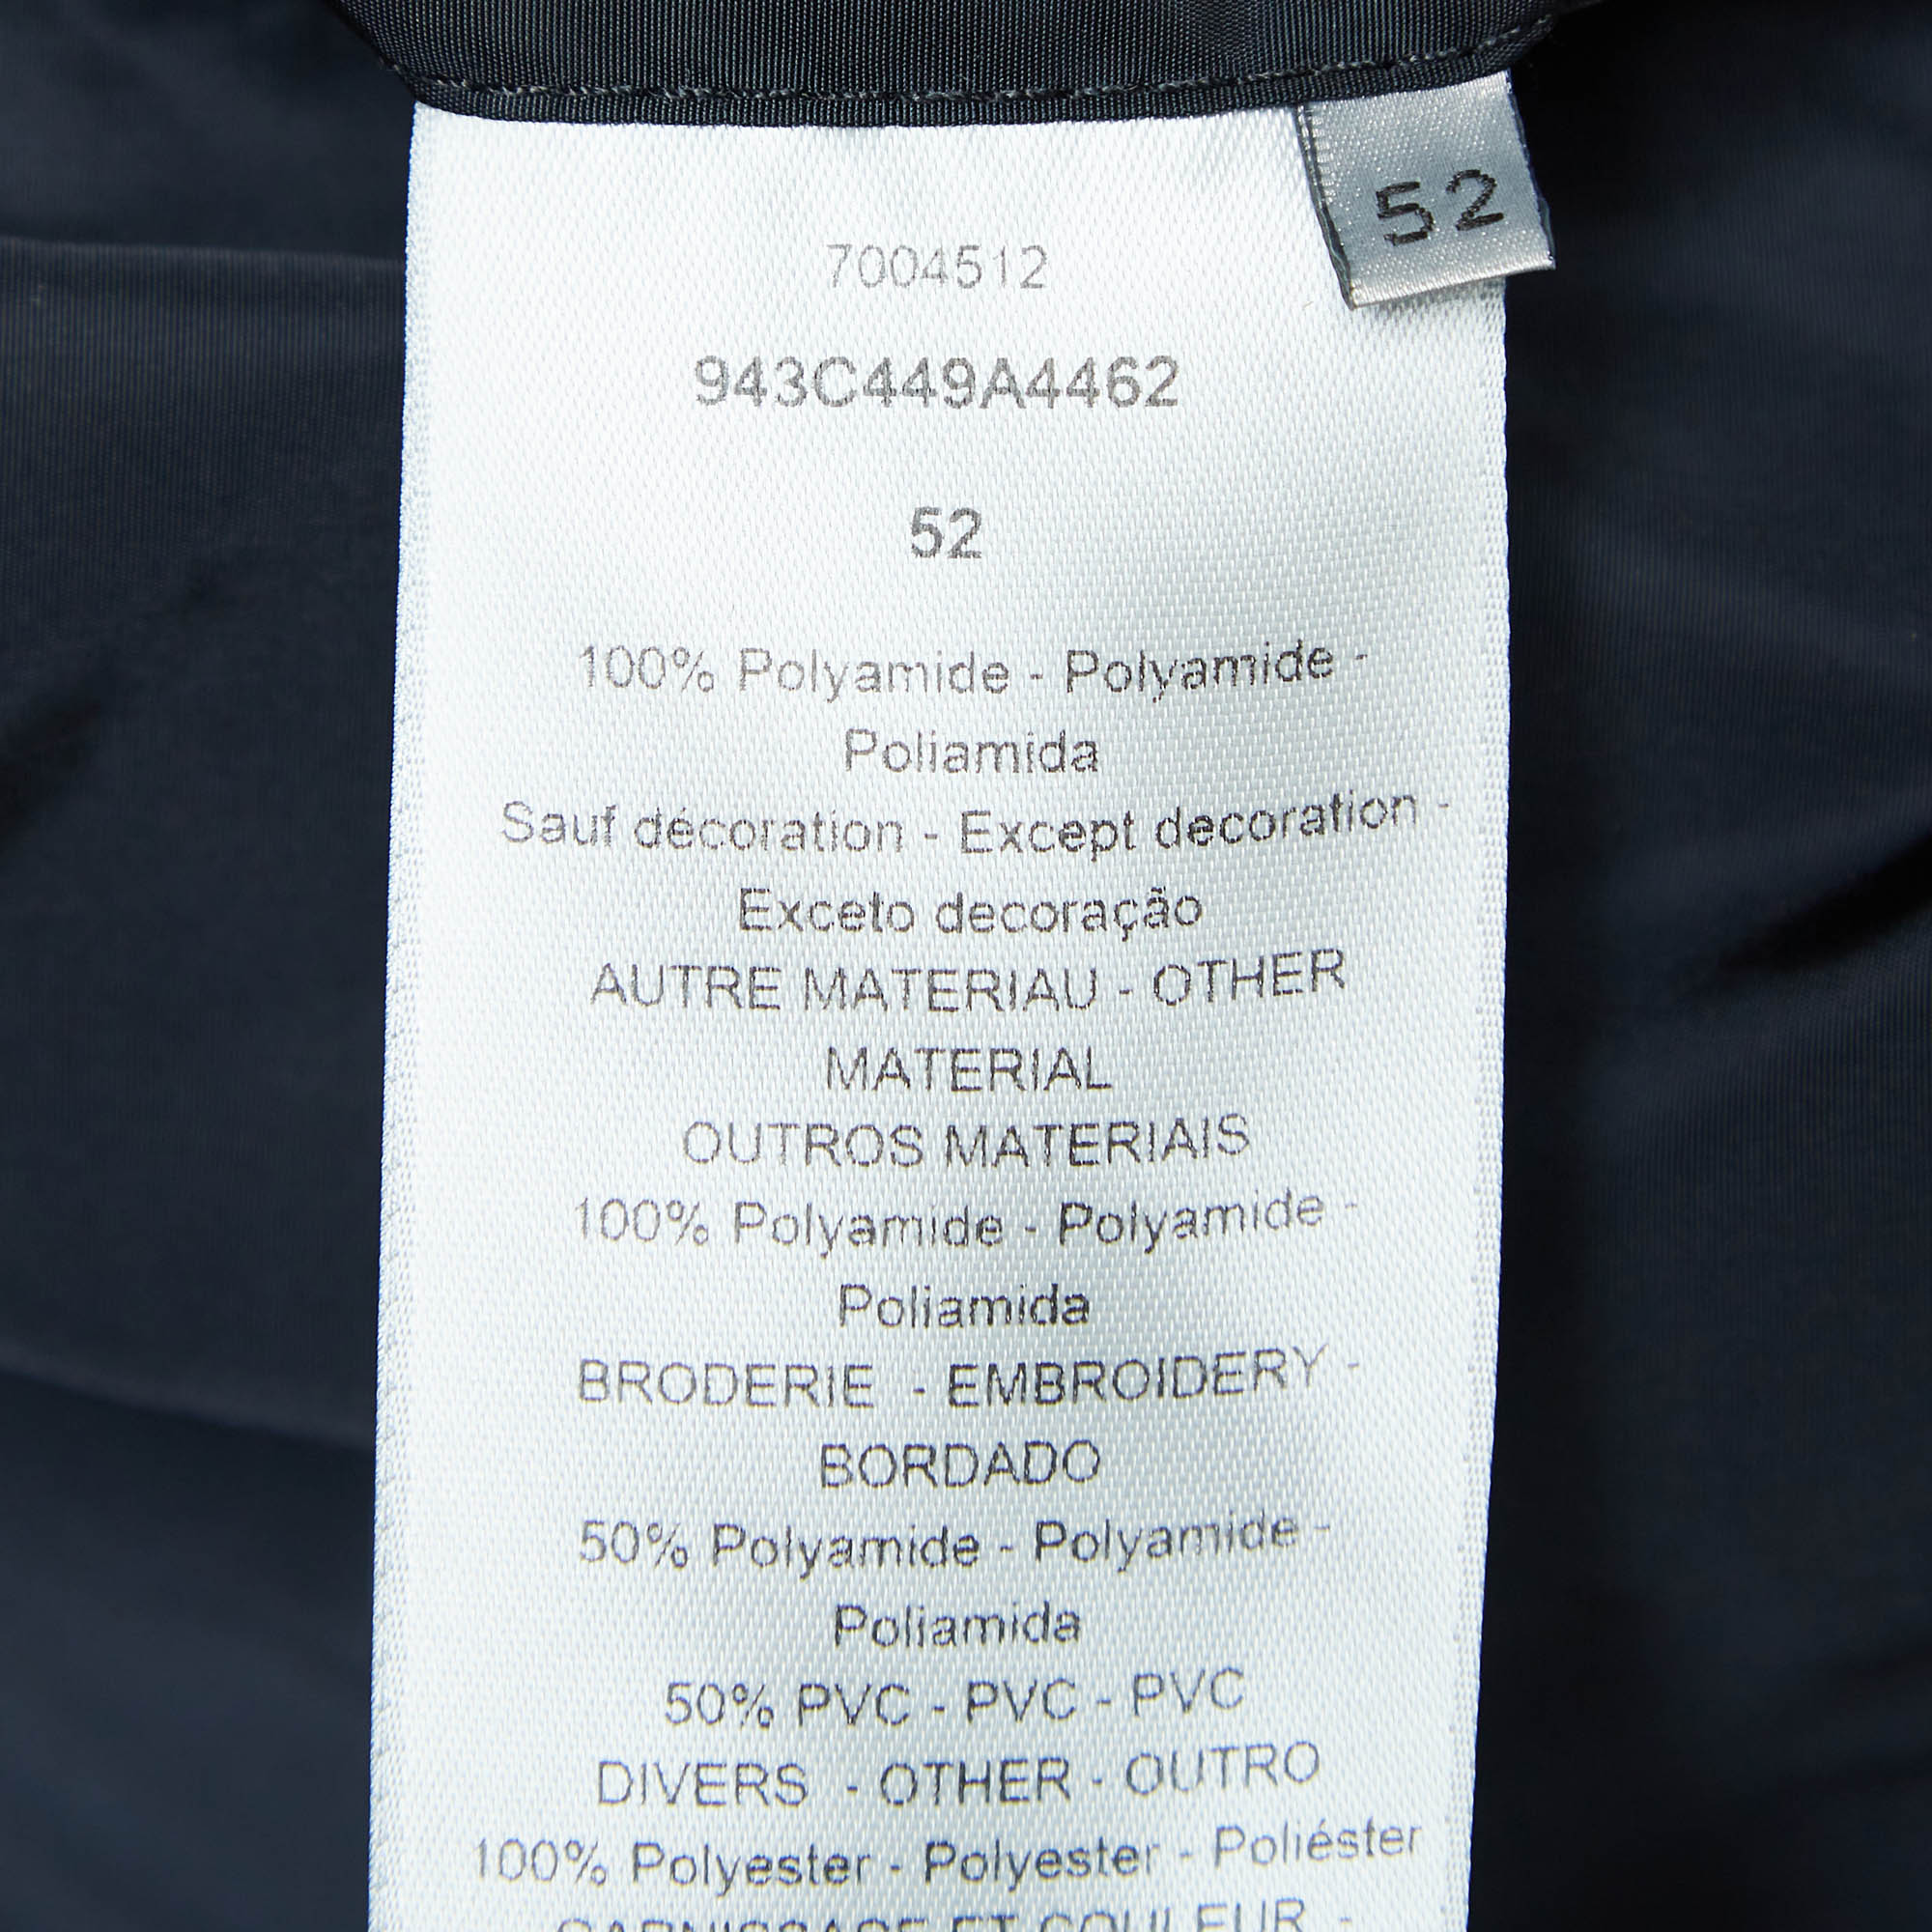 52
7004512
943C449A4462
52
100% Polyamide - Polyamide -
Poliamida
Sauf décoration - Except decoration -
Exceto decoração
AUTRE MATERIAU - OTHER
MATERIAL
OUTROS MATERIAIS
100% Polyamide - Polyamide -
Poliamida
BRODERIE - EMBROIDERY -
BORDADO
50% Polyamide - Polyamide -
Poliamida
50% PVC - PVC - PVC
DIVERS - OTHER - OUTRO
100% Polyester - Polyester - Poliéster
ET COULEUR -